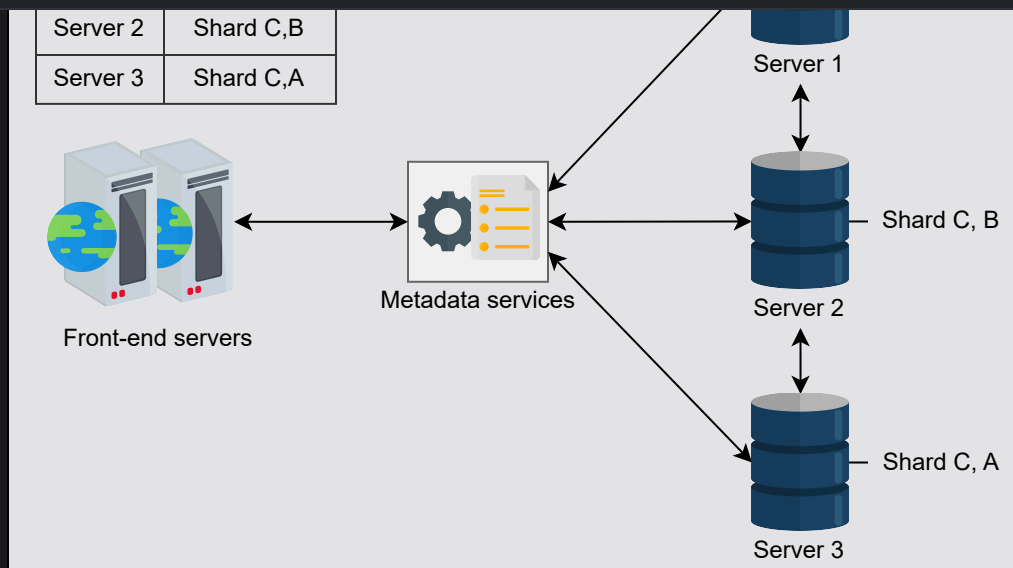 Server 2 Shard C,B
Server 3 Shard C,A
Server 1
Shard C, B
Metadata services
Server 2
Front-end servers
Shard C, A
Server 3